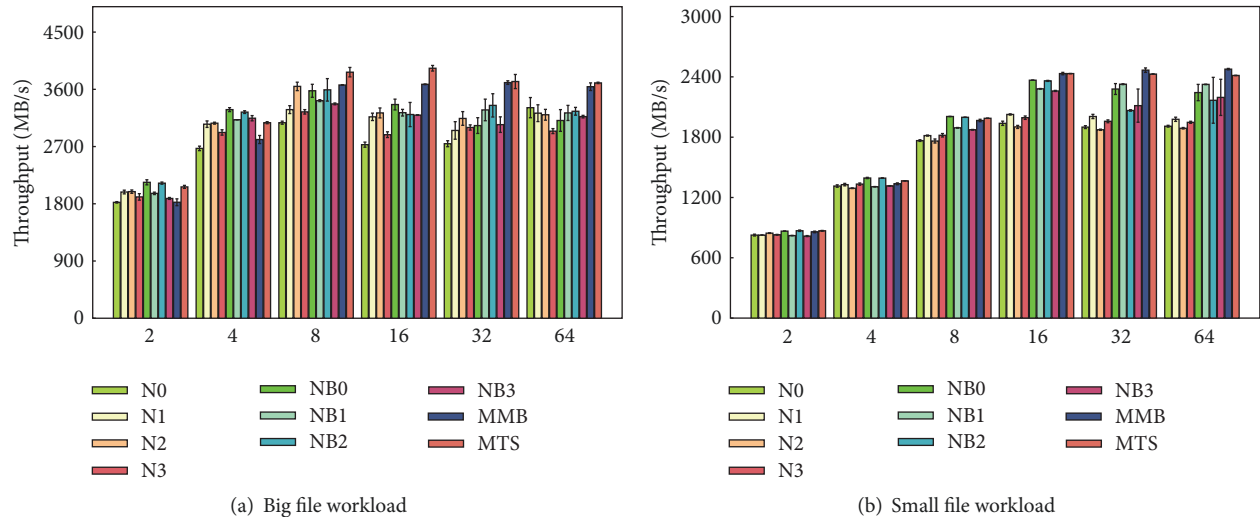 Throughput (MB/s)
4500
3600
2700
1800
900
0
2 4 8 16 32 64
N0 NB0 NB3
N1 NB1 MMB
N2 NB2 MTS
N3
(a) Big file workload
Throughput (MB/s)
3000
2400
1800
1200
600
0
2 4 8 16 32 64
N0 NB0 NB3
N1 NB1 MMB
N2 NB2 MTS
N3
(b) Small file workload